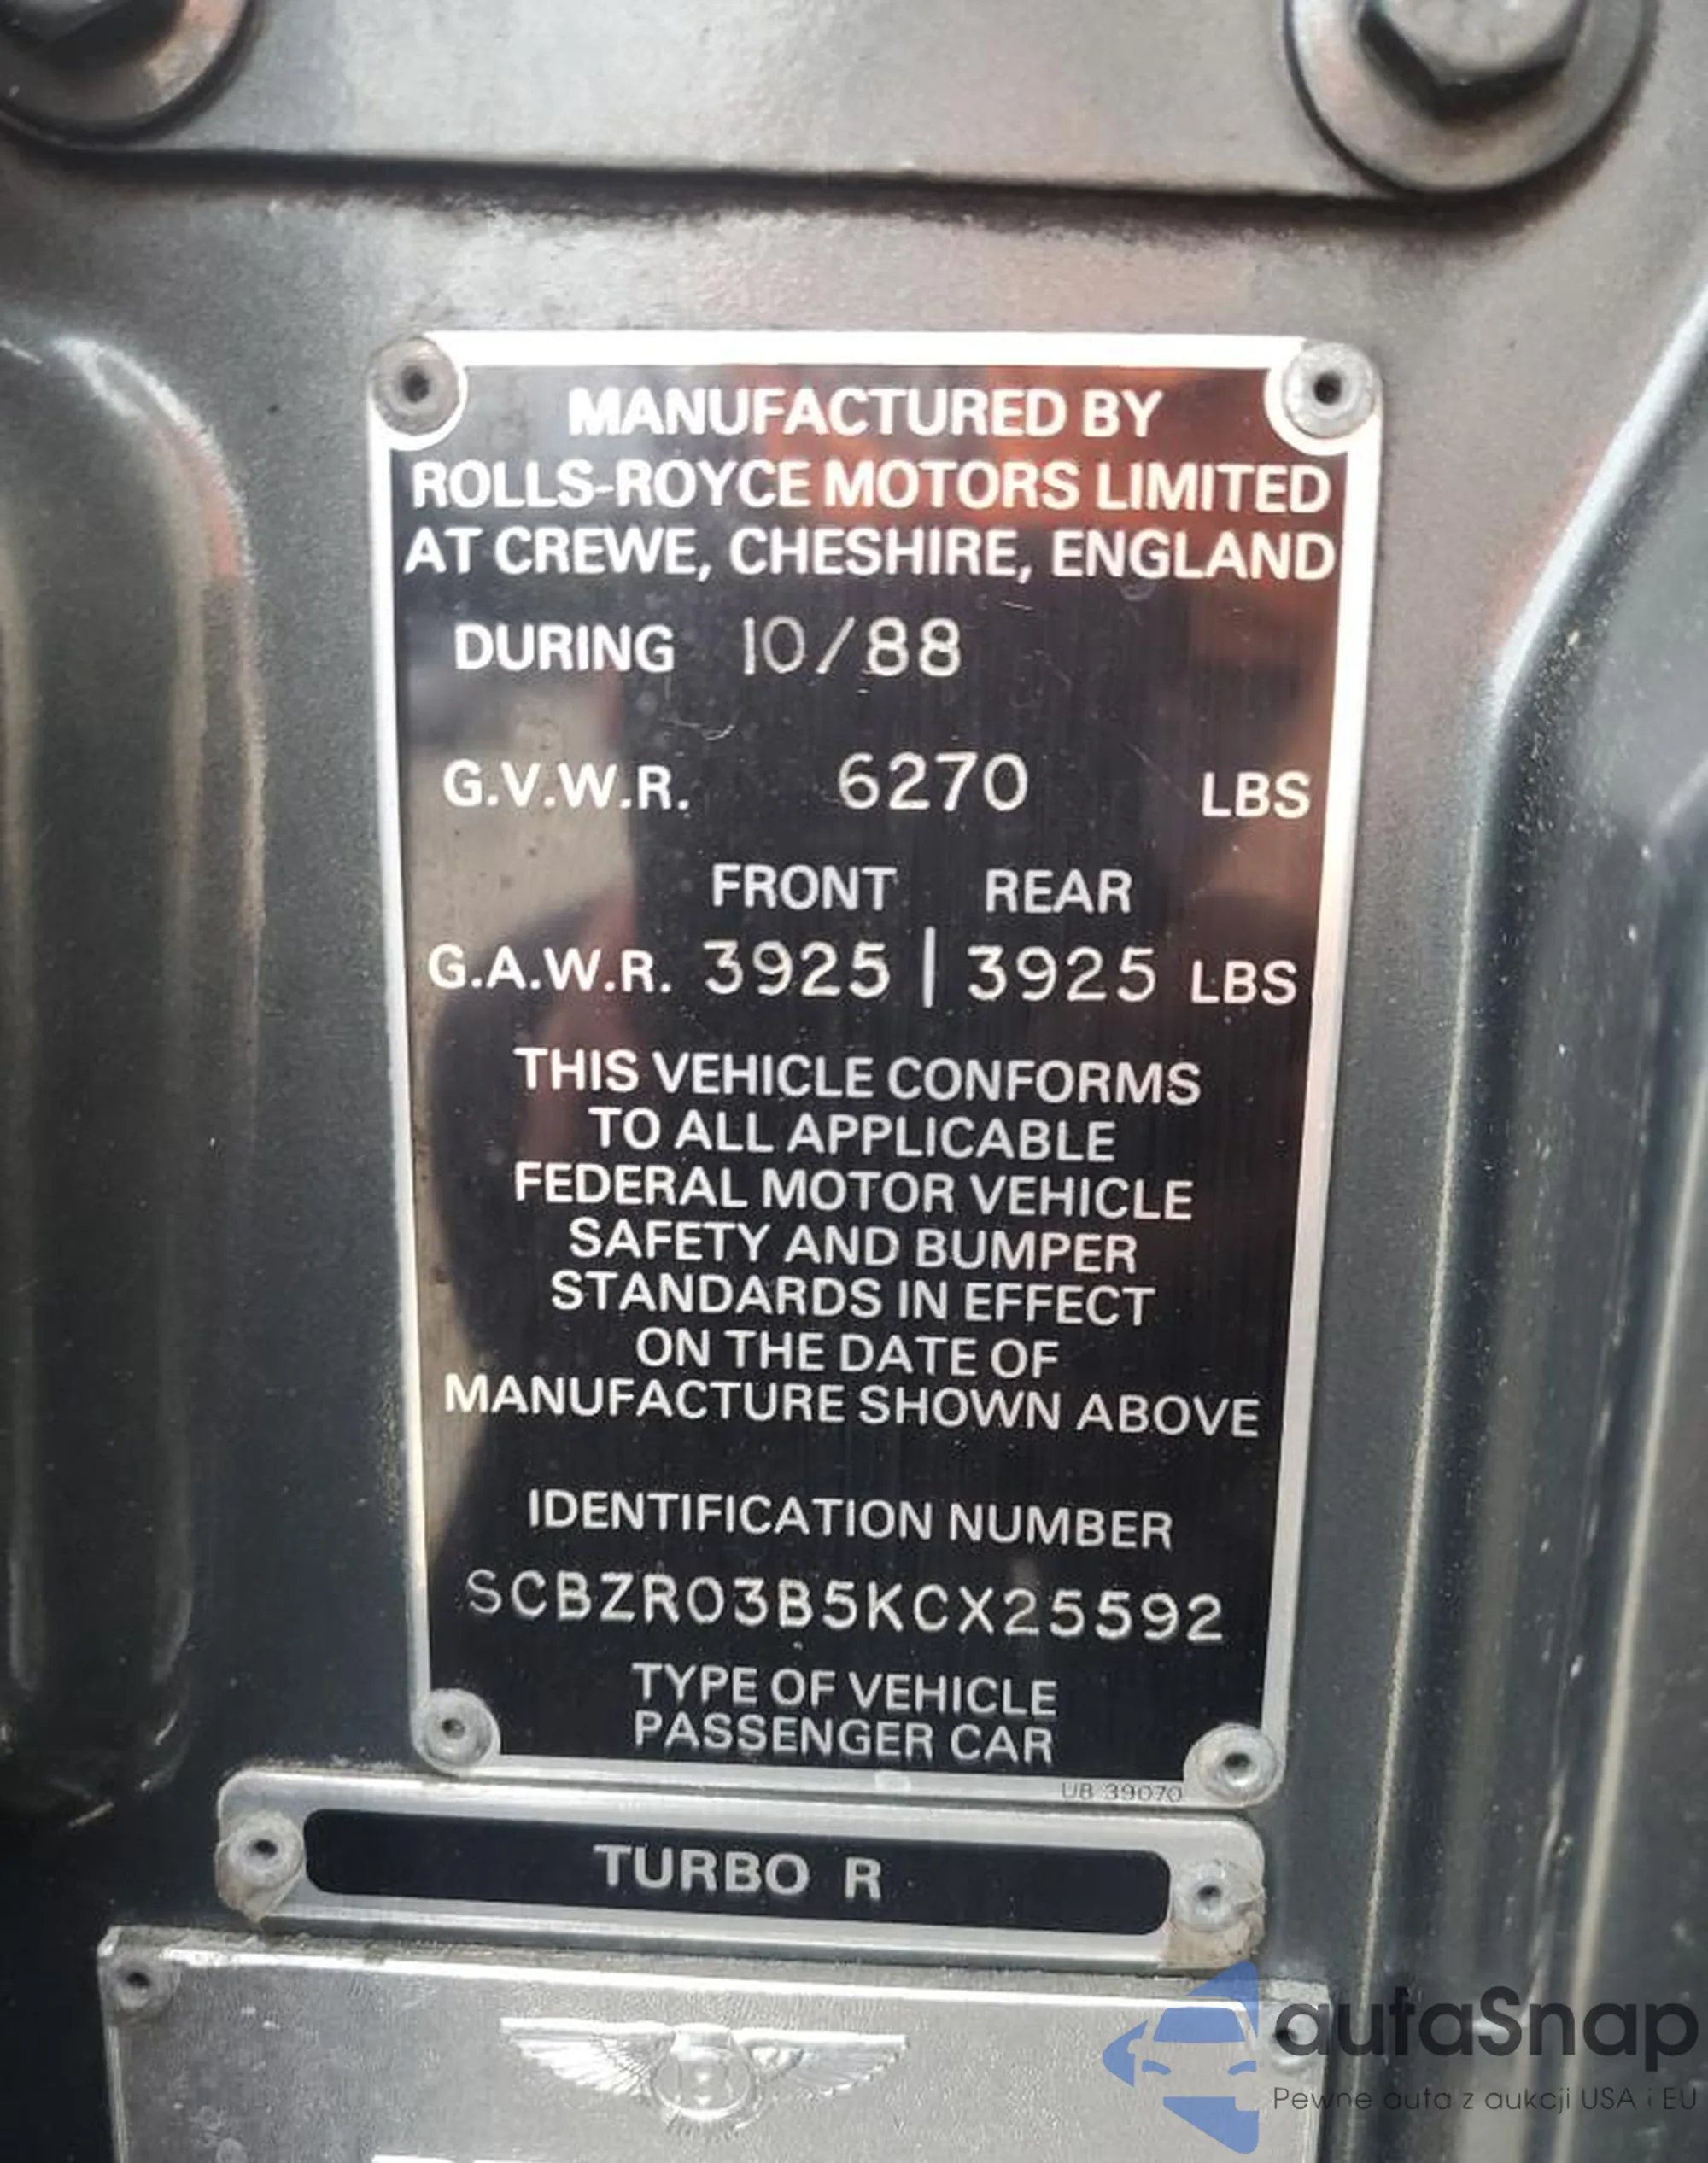 MANUFACTURED BY
ROLLS-ROYCE MOTORS LIMITED
AT CREWE, CHESHIRE, ENGLAND
DURING 10/88
G.V.W.R. 6270 LBS
FRONT REAR
G.A.W.R. 3925 | 3925 LBS
THIS VEHICLE CONFORMS
TO ALL APPLICABLE
FEDERAL MOTOR VEHICLE
SAFETY AND BUMPER
STANDARDS IN EFFECT
ON THE DATE OF
MANUFACTURE SHOWN ABOVE
IDENTIFICATION NUMBER
SCBZR03B5KCX25592
TYPE OF VEHICLE
PASSENGER CAR
UB 39070
TURBO R
autaSnap
Pewne auta z aukcji USA i EU